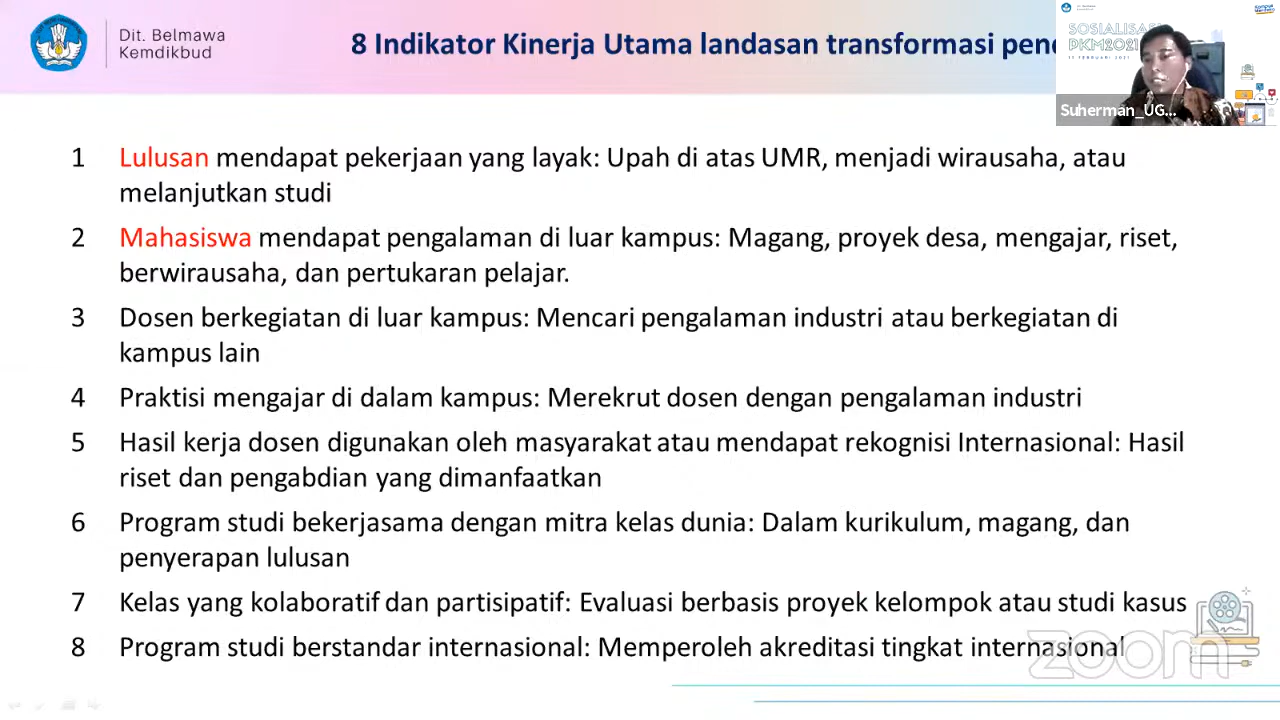 Dit. Belmawa
Kemdikbud
8 Indikator Kinerja Utama landasan transformasi
SOSIALISASI
PKM2021
11 FEBRUARI 2021
Suherman_UG...
1 Lulusan mendapat pekerjaan yang layak: Upah di atas UMR, menjadi wirausaha, atau
melanjutkan studi
2 Mahasiswa mendapat pengalaman di luar kampus: Magang, proyek desa, mengajar, riset,
berwirausaha, dan pertukaran pelajar.
3 Dosen berkegiatan di luar kampus: Mencari pengalaman industri atau berkegiatan di
kampus lain
4 Praktisi mengajar di dalam kampus: Merekrut dosen dengan pengalaman industri
5 Hasil kerja dosen digunakan oleh masyarakat atau mendapat rekognisi Internasional: Hasil
riset dan pengabdian yang dimanfaatkan
6 Program studi bekerjasama dengan mitra kelas dunia: Dalam kurikulum, magang, dan
penyerapan lulusan
7 Kelas yang kolaboratif dan partisipatif: Evaluasi berbasis proyek kelompok atau studi kasus
8 Program studi berstandar internasional: Memperoleh akreditasi tingkat internasional
zoom